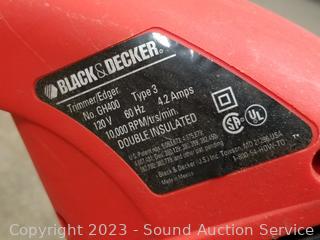 BLACK&DECKER.
Trimmer/Edger
No. GH400 Type 3
120 V 60 Hz 4.2 Amps
10,000 RPM/trs/min.
DOUBLE INSULATED
Black & Decker (U.S.) Inc. Towson, MD 21286 USA
Made in Mexico
Copyright 2023 - Sound Auction Service